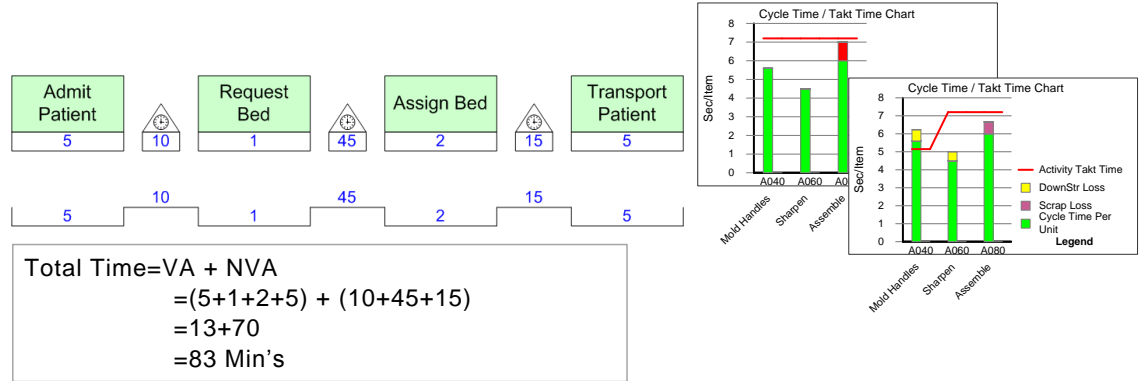 Admit
Patient
Request
Bed
Assign Bed
Transport
Patient
5
10
1
45
2
15
5
10
45
15
5
1
2
5
Total Time=VA + NVA
=(5+1+2+5) + (10+45+15)
=13+70
=83 Min's
Cycle Time / Takt Time Chart
Sec/Item
8
7
6
5
4
3
2
1
0
A040
A060
Mold Handles
Sharpen
Assemble
Cycle Time / Takt Time Chart
Sec/Item
8
7
6
5
4
3
2
1
0
A040
A060
A080
Mold Handles
Sharpen
Assemble
Activity Takt Time
DownStr Loss
Scrap Loss
Cycle Time Per
Unit
Legend